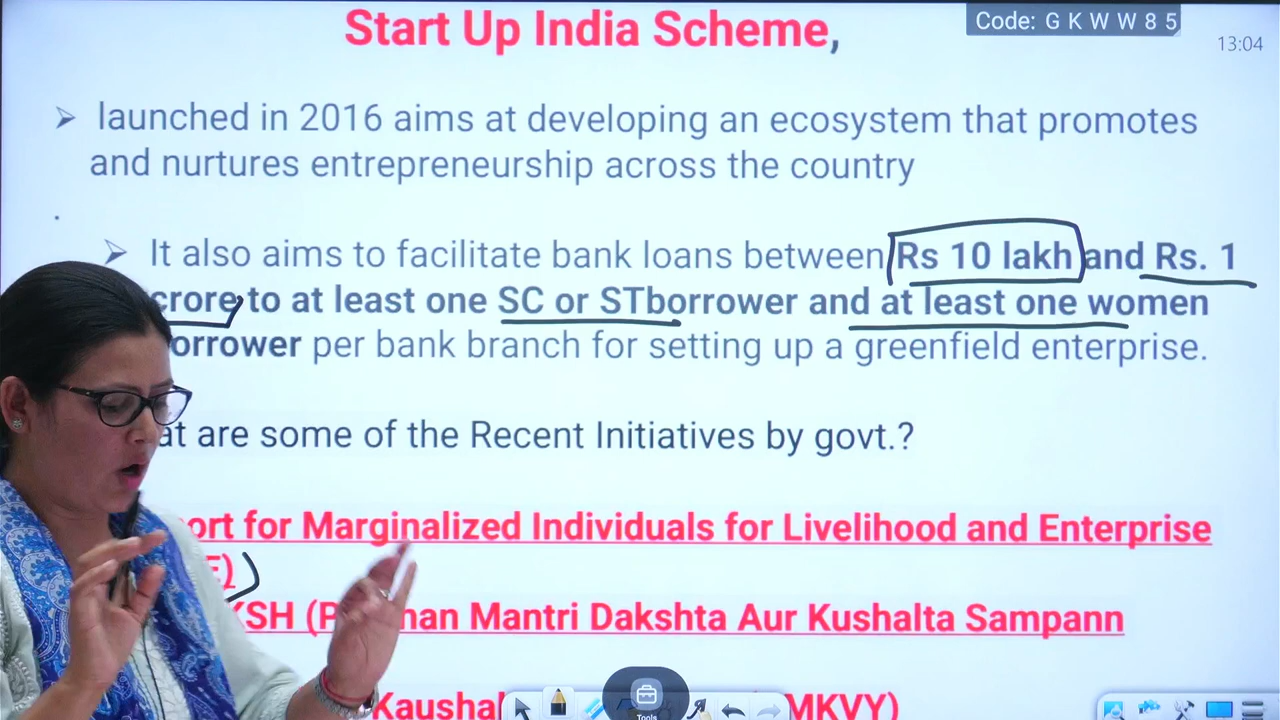 Start Up India Scheme,
Code: G K W W 8 5
13:04
launched in 2016 aims at developing an ecosystem that promotes
and nurtures entrepreneurship across the country
It also aims to facilitate bank loans between Rs 10 lakh and Rs. 1
crore to at least one SC or STborrower and at least one women
orrower per bank branch for setting up a greenfield enterprise.
at are some of the Recent Initiatives by govt.?
ort for Marginalized Individuals for Livelihood and Enterprise
E)
KSH (P man Mantri Dakshta Aur Kushalta Sampann
Kaushal MKVY)
Tools